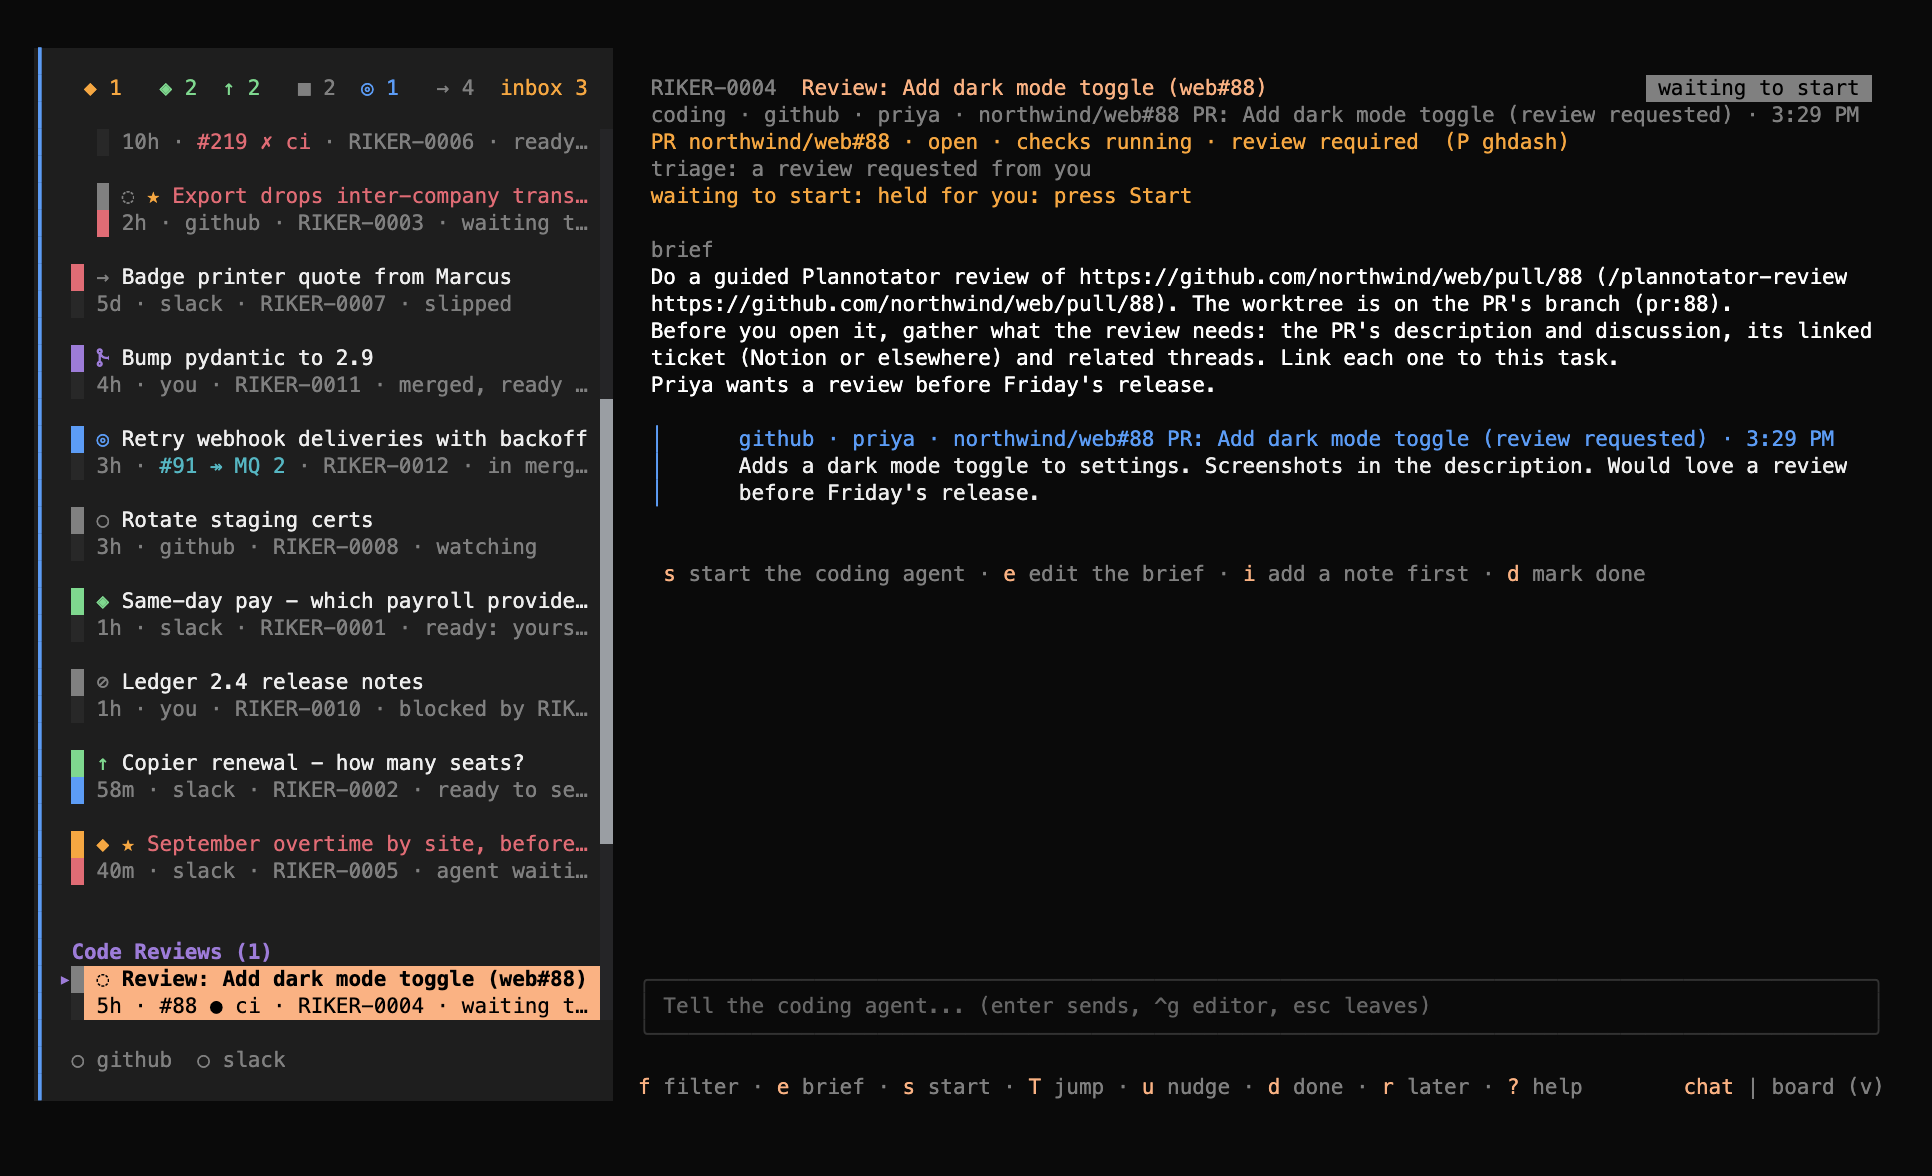 ◆ 1 ◈ 2 ↑ 2 ■ 2 ◎ 1 → 4 inbox 3
10h · #219 ✗ ci · RIKER-0006 · ready…
◌ ★ Export drops inter-company trans…
2h · github · RIKER-0003 · waiting t…
→ Badge printer quote from Marcus
5d · slack · RIKER-0007 · slipped
Bump pydantic to 2.9
4h · you · RIKER-0011 · merged, ready …
◎ Retry webhook deliveries with backoff
3h · #91 ↠ MQ 2 · RIKER-0012 · in merg…
○ Rotate staging certs
3h · github · RIKER-0008 · watching
◈ Same-day pay — which payroll provide…
1h · slack · RIKER-0001 · ready: yours…
⊘ Ledger 2.4 release notes
1h · you · RIKER-0010 · blocked by RIK…
↑ Copier renewal — how many seats?
58m · slack · RIKER-0002 · ready to se…
◆ ★ September overtime by site, before…
40m · slack · RIKER-0005 · agent waiti…
Code Reviews (1)
▸ ◌ Review: Add dark mode toggle (web#88)
5h · #88 ● ci · RIKER-0004 · waiting t…
○ github ○ slack
RIKER-0004 Review: Add dark mode toggle (web#88) waiting to start
coding · github · priya · northwind/web#88 PR: Add dark mode toggle (review requested) · 3:29 PM
PR northwind/web#88 · open · checks running · review required (P ghdash)
triage: a review requested from you
waiting to start: held for you: press Start
brief
Do a guided Plannotator review of https://github.com/northwind/web/pull/88 (/plannotator-review
https://github.com/northwind/web/pull/88). The worktree is on the PR's branch (pr:88).
Before you open it, gather what the review needs: the PR's description and discussion, its linked
ticket (Notion or elsewhere) and related threads. Link each one to this task.
Priya wants a review before Friday's release.
github · priya · northwind/web#88 PR: Add dark mode toggle (review requested) · 3:29 PM
Adds a dark mode toggle to settings. Screenshots in the description. Would love a review
before Friday's release.
s start the coding agent · e edit the brief · i add a note first · d mark done
Tell the coding agent... (enter sends, ^g editor, esc leaves)
f filter · e brief · s start · T jump · u nudge · d done · r later · ? help chat | board (v)